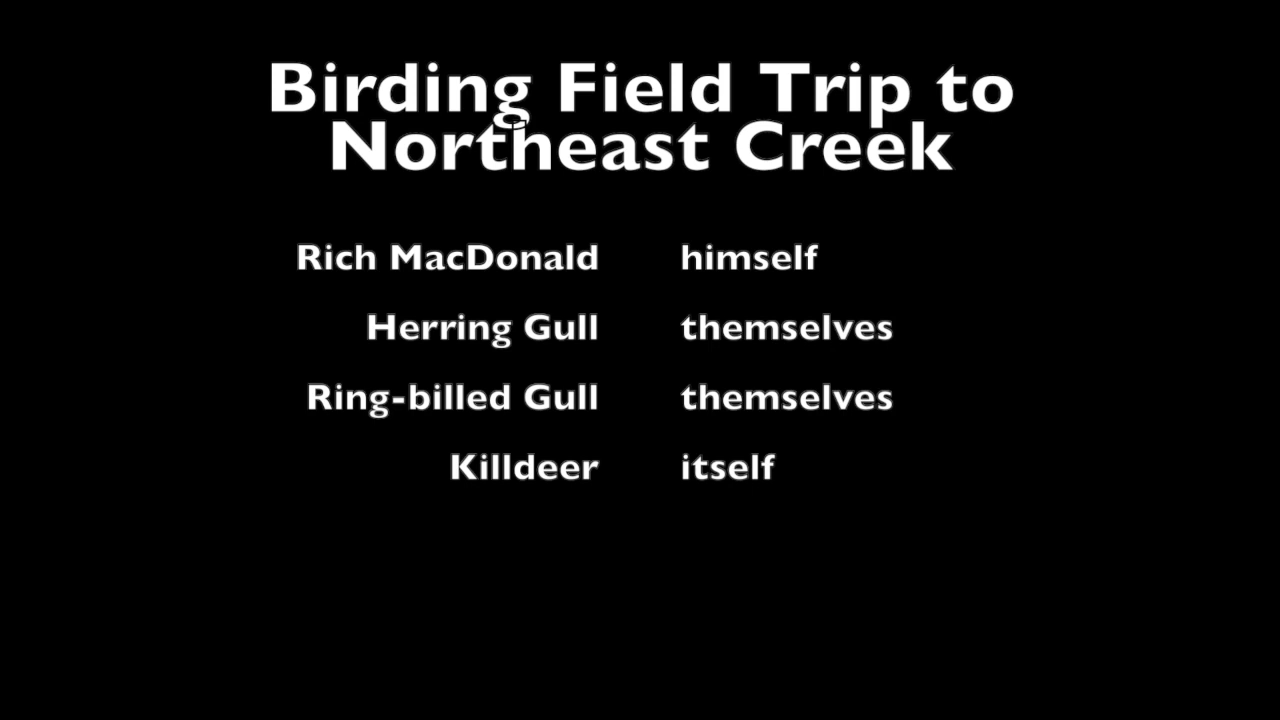 Birding Field Trip to
Northeast Creek
Rich MacDonald himself
Herring Gull themselves
Ring-billed Gull themselves
Killdeer itself